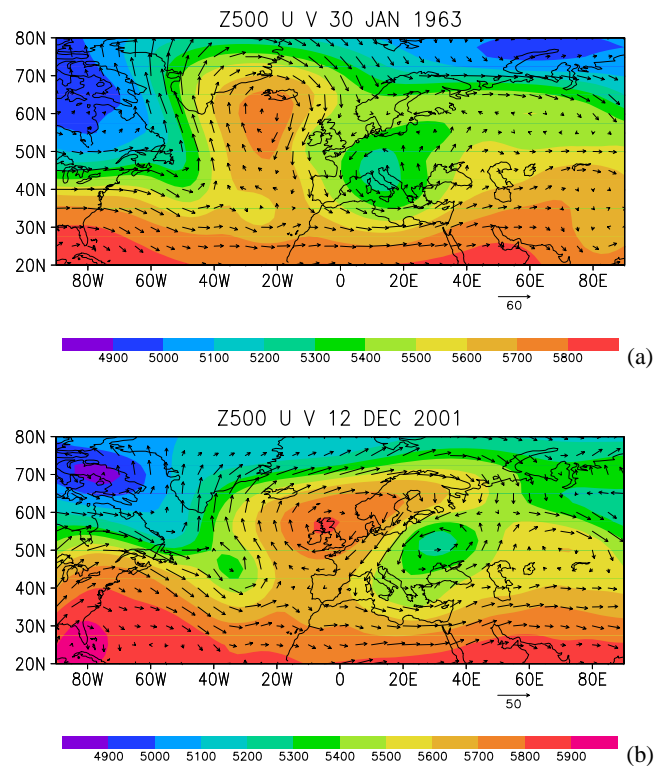 Z500 U V 30 JAN 1963
80N
70N
60N
50N
40N
30N
20N
80W 60W 40W 20W 0 20E 40E 60E 80E
60
4900 5000 5100 5200 5300 5400 5500 5600 5700 5800
(a)
Z500 U V 12 DEC 2001
80N
70N
60N
50N
40N
30N
20N
80W 60W 40W 20W 0 20E 40E 60E 80E
50
4900 5000 5100 5200 5300 5400 5500 5600 5700 5800 5900
(b)